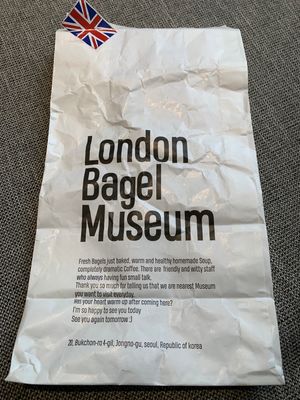 London
Bagel
Museum
Fresh Bagels just baked, warm and healthy homemade Soup,
completely dramatic Coffee. There are friendly and witty staff
who always having fun small talk.
Thank you so much for telling us that we are nearest Museum
you want to visit everyday.
Has your heart warm up after coming here?
I'm so happy to see you today
See you again tomorrow :)
20, Bukchon-ro 4-gil, Jongno-gu, seoul, Republic of korea